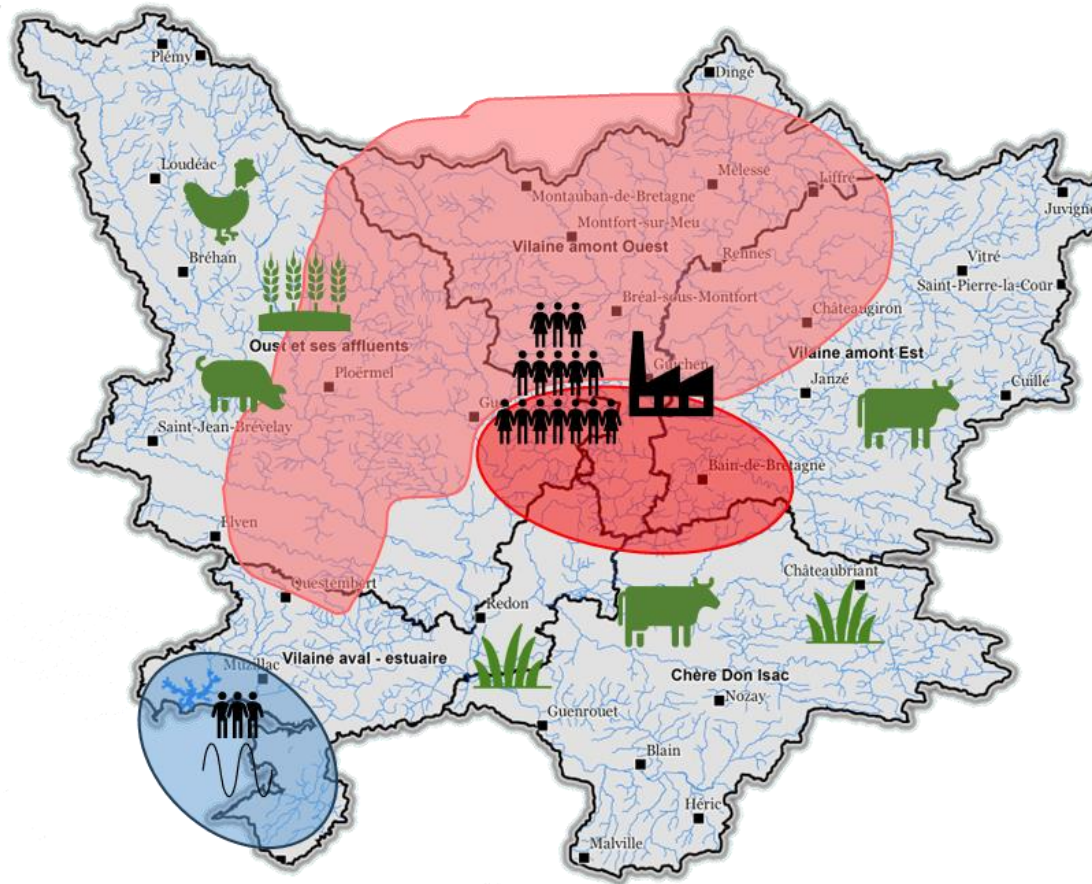 Plémy
Dingé
Loudéac
Montauban-de-Bretagne
Melesse
Liffré
Juvigné
Montfort-sur-Meu
Vilaine amont Ouest
Rennes
Vitré
Bréhan
Saint-Pierre-la-Cour
Bréal-sous-Montfort
Châteaugiron
Oust et ses affluents
Vilaine amont Est
Ploërmel
Guichen
Janzé
Cuillé
Saint-Jean-Brévelay
Bain-de-Bretagne
Elven
Châteaubriant
Questembert
Redon
Muzillac
Vilaine aval - estuaire
Chère Don Isac
Nozay
Guenrouet
Blain
Héric
Malville